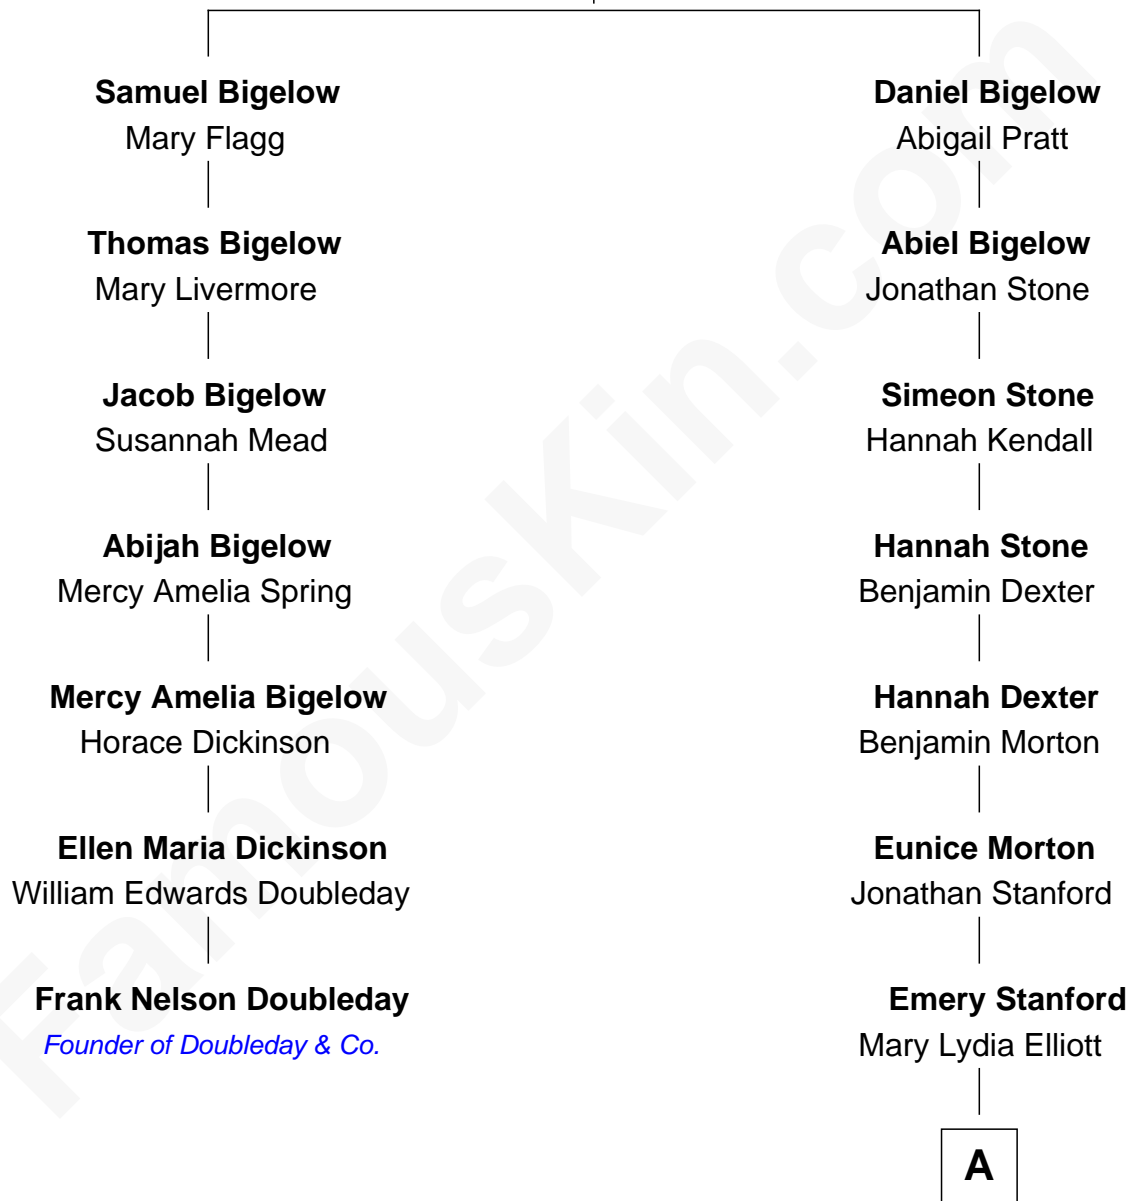 Samuel Bigelow
Mary Flagg
Thomas Bigelow
Mary Livermore
Jacob Bigelow
Susannah Mead
Abijah Bigelow
Mercy Amelia Spring
Mercy Amelia Bigelow
Horace Dickinson
Ellen Maria Dickinson
William Edwards Doubleday
Frank Nelson Doubleday
Founder of Doubleday & Co.
Daniel Bigelow
Abigail Pratt
Abiel Bigelow
Jonathan Stone
Simeon Stone
Hannah Kendall
Hannah Stone
Benjamin Dexter
Hannah Dexter
Benjamin Morton
Eunice Morton
Jonathan Stanford
Emery Stanford
Mary Lydia Elliott
A
FamousKin.com